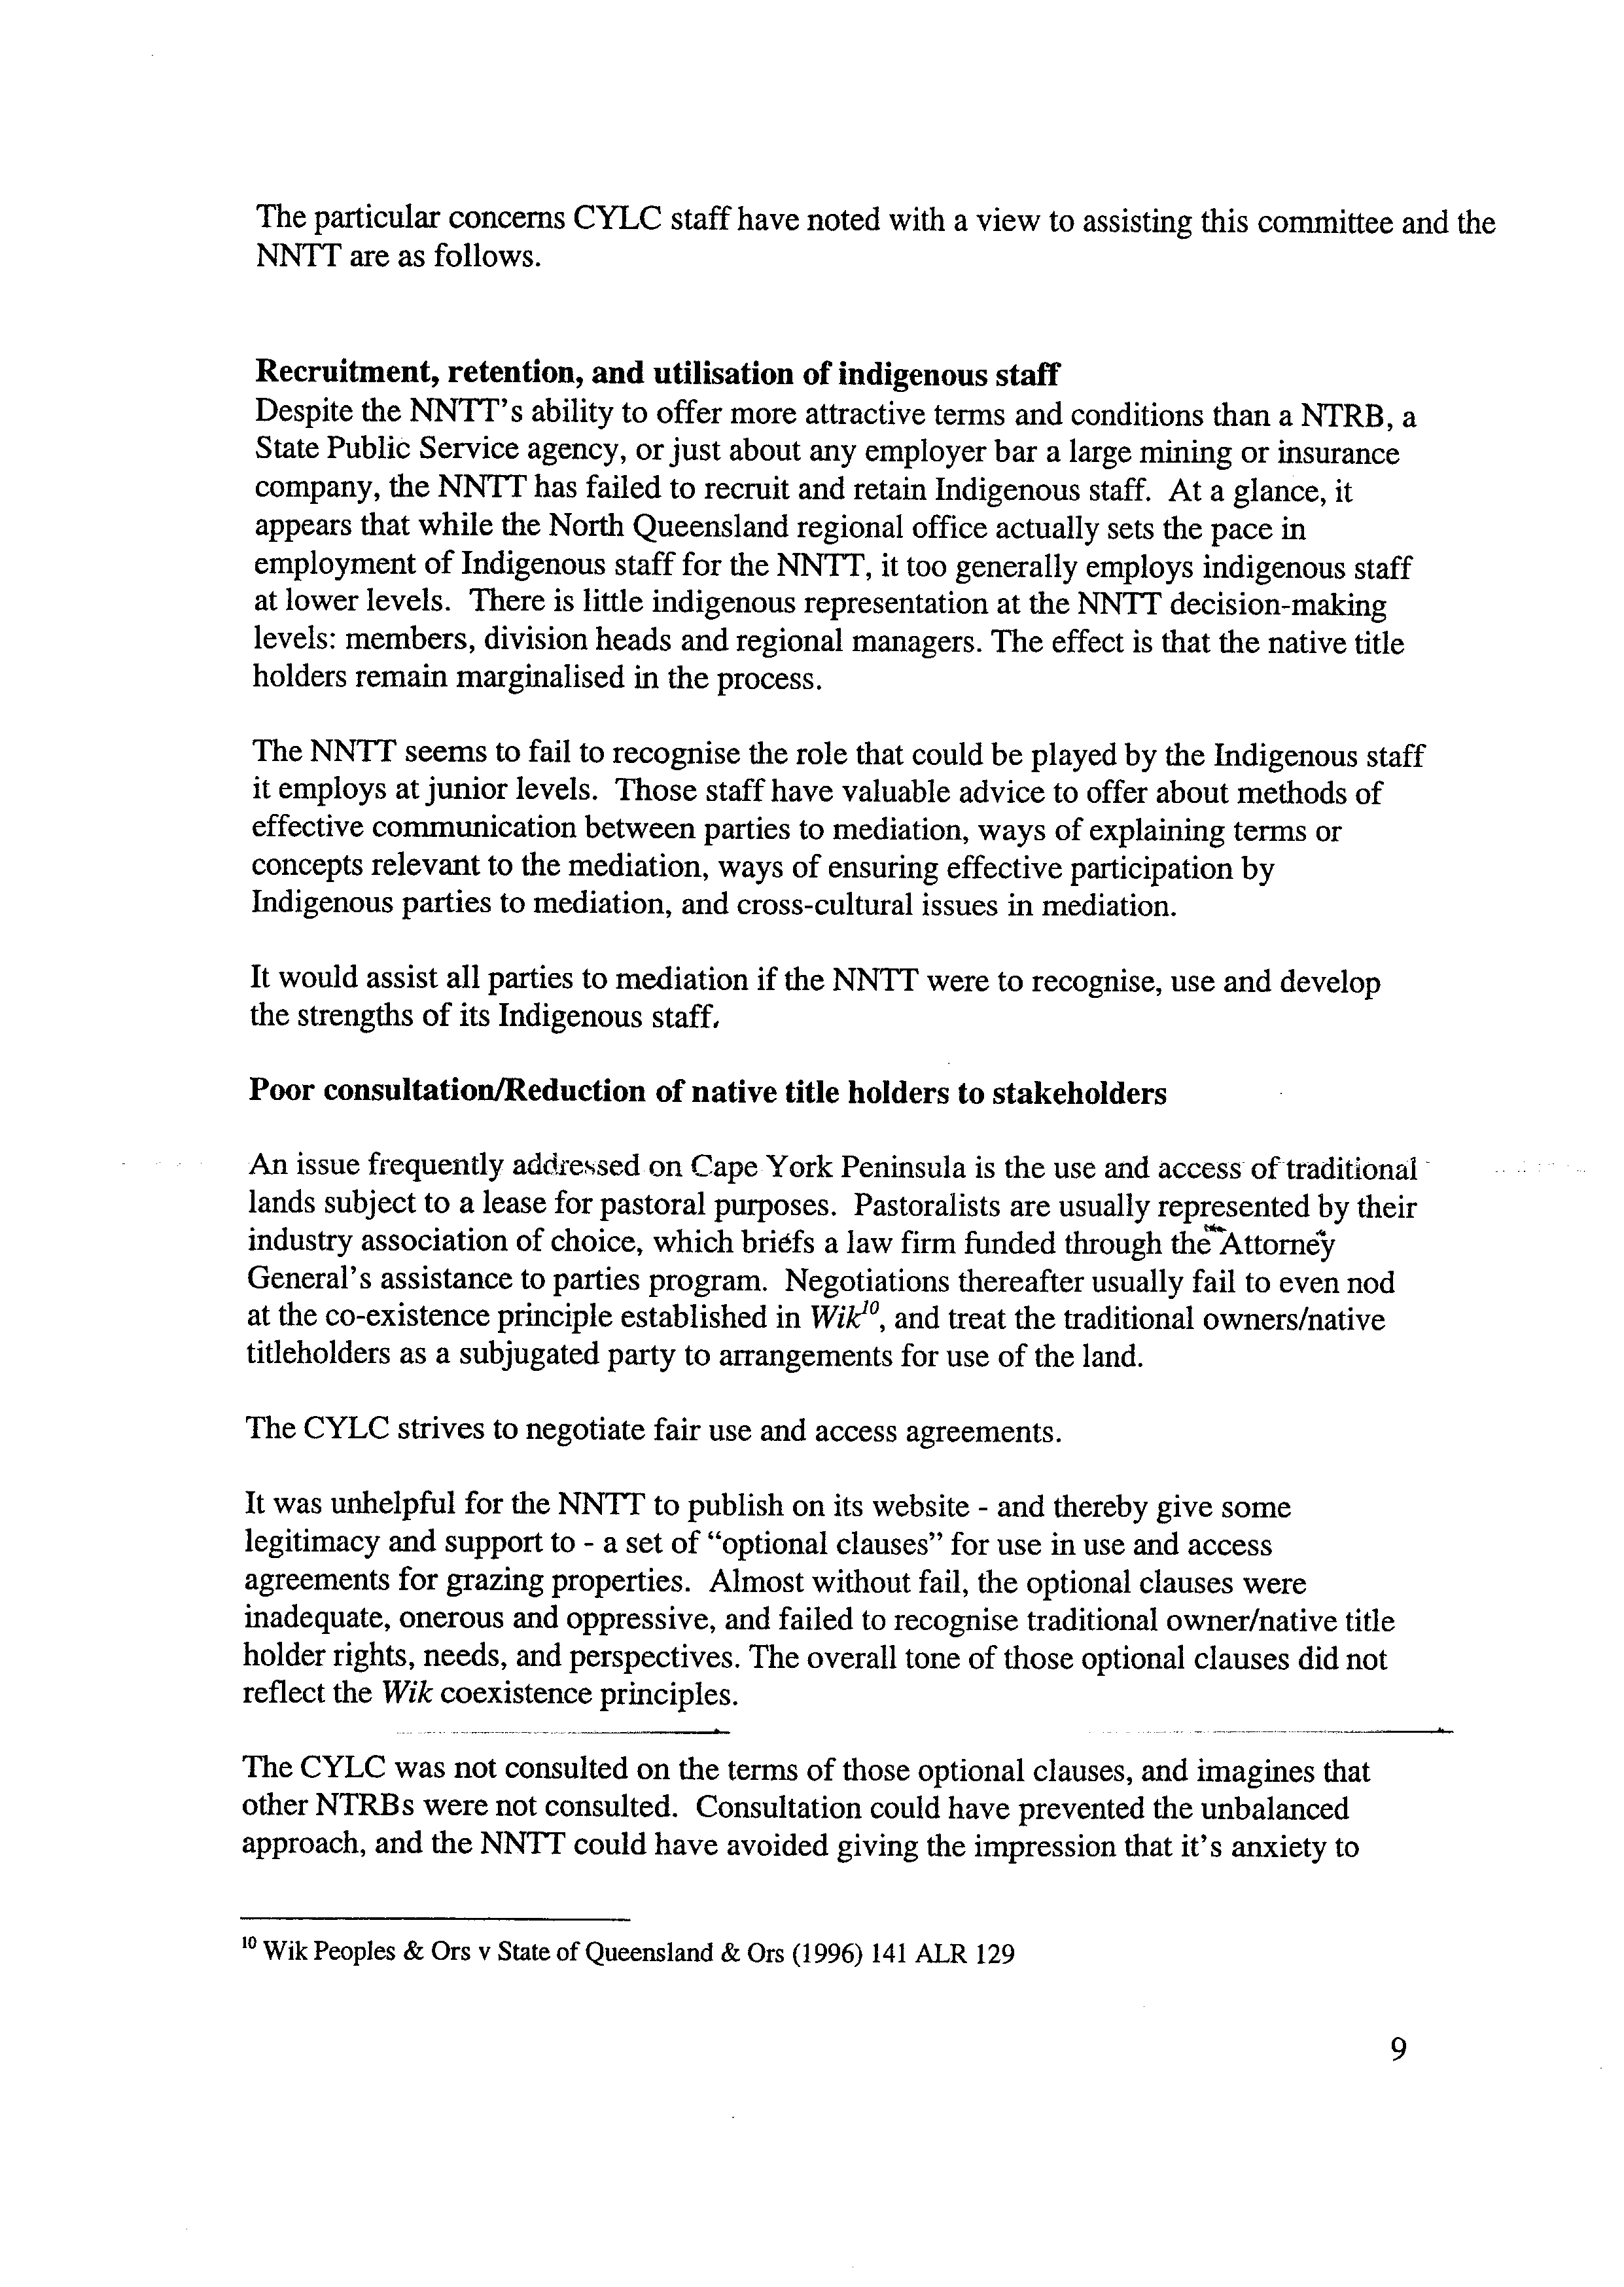 The particular concerns CYLC staff have noted with a view to assisting this committee and the
NNTT are as follows.
Recruitment, retention, and utilisation of indigenous staff
Despite the NNTT's ability to offer more attractive terms and conditions than a NTRB, a
State Public Service agency, or just about any employer bar a large mining or insurance
company, the NNTT has failed to recruit and retain Indigenous staff. At a glance, it
appears that while the North Queensland regional office actually sets the pace in
employment of Indigenous staff for the NNTT, it too generally employs indigenous staff
at lower levels. There is little indigenous representation at the NNTT decision-making
levels: members, division heads and regional managers. The effect is that the native title
holders remain marginalised in the process.
The NNTT seems to fail to recognise the role that could be played by the Indigenous staff
it employs at junior levels. Those staff have valuable advice to offer about methods of
effective communication between parties to mediation, ways of explaining terms or
concepts relevant to the mediation, ways of ensuring effective participation by
Indigenous parties to mediation, and cross-cultural issues in mediation.
It would assist all parties to mediation if the NNTT were to recognise, use and develop
the strengths of its Indigenous staff.
Poor consultation/Reduction of native title holders to stakeholders
An issue frequently addressed on Cape York Peninsula is the use and access of traditional
lands subject to a lease for pastoral purposes. Pastoralists are usually represented by their
industry association of choice, which briefs a law firm funded through the Attorney
General's assistance to parties program. Negotiations thereafter usually fail to even nod
at the co-existence principle established in Wik10, and treat the traditional owners/native
titleholders as a subjugated party to arrangements for use of the land.
The CYLC strives to negotiate fair use and access agreements.
It was unhelpful for the NNTT to publish on its website - and thereby give some
legitimacy and support to - a set of “optional clauses” for use in use and access
agreements for grazing properties. Almost without fail, the optional clauses were
inadequate, onerous and oppressive, and failed to recognise traditional owner/native title
holder rights, needs, and perspectives. The overall tone of those optional clauses did not
reflect the Wik coexistence principles.
The CYLC was not consulted on the terms of those optional clauses, and imagines that
other NTRBs were not consulted. Consultation could have prevented the unbalanced
approach, and the NNTT could have avoided giving the impression that it's anxiety to
10 Wik Peoples & Ors v State of Queensland & Ors (1996) 141 ALR 129
9